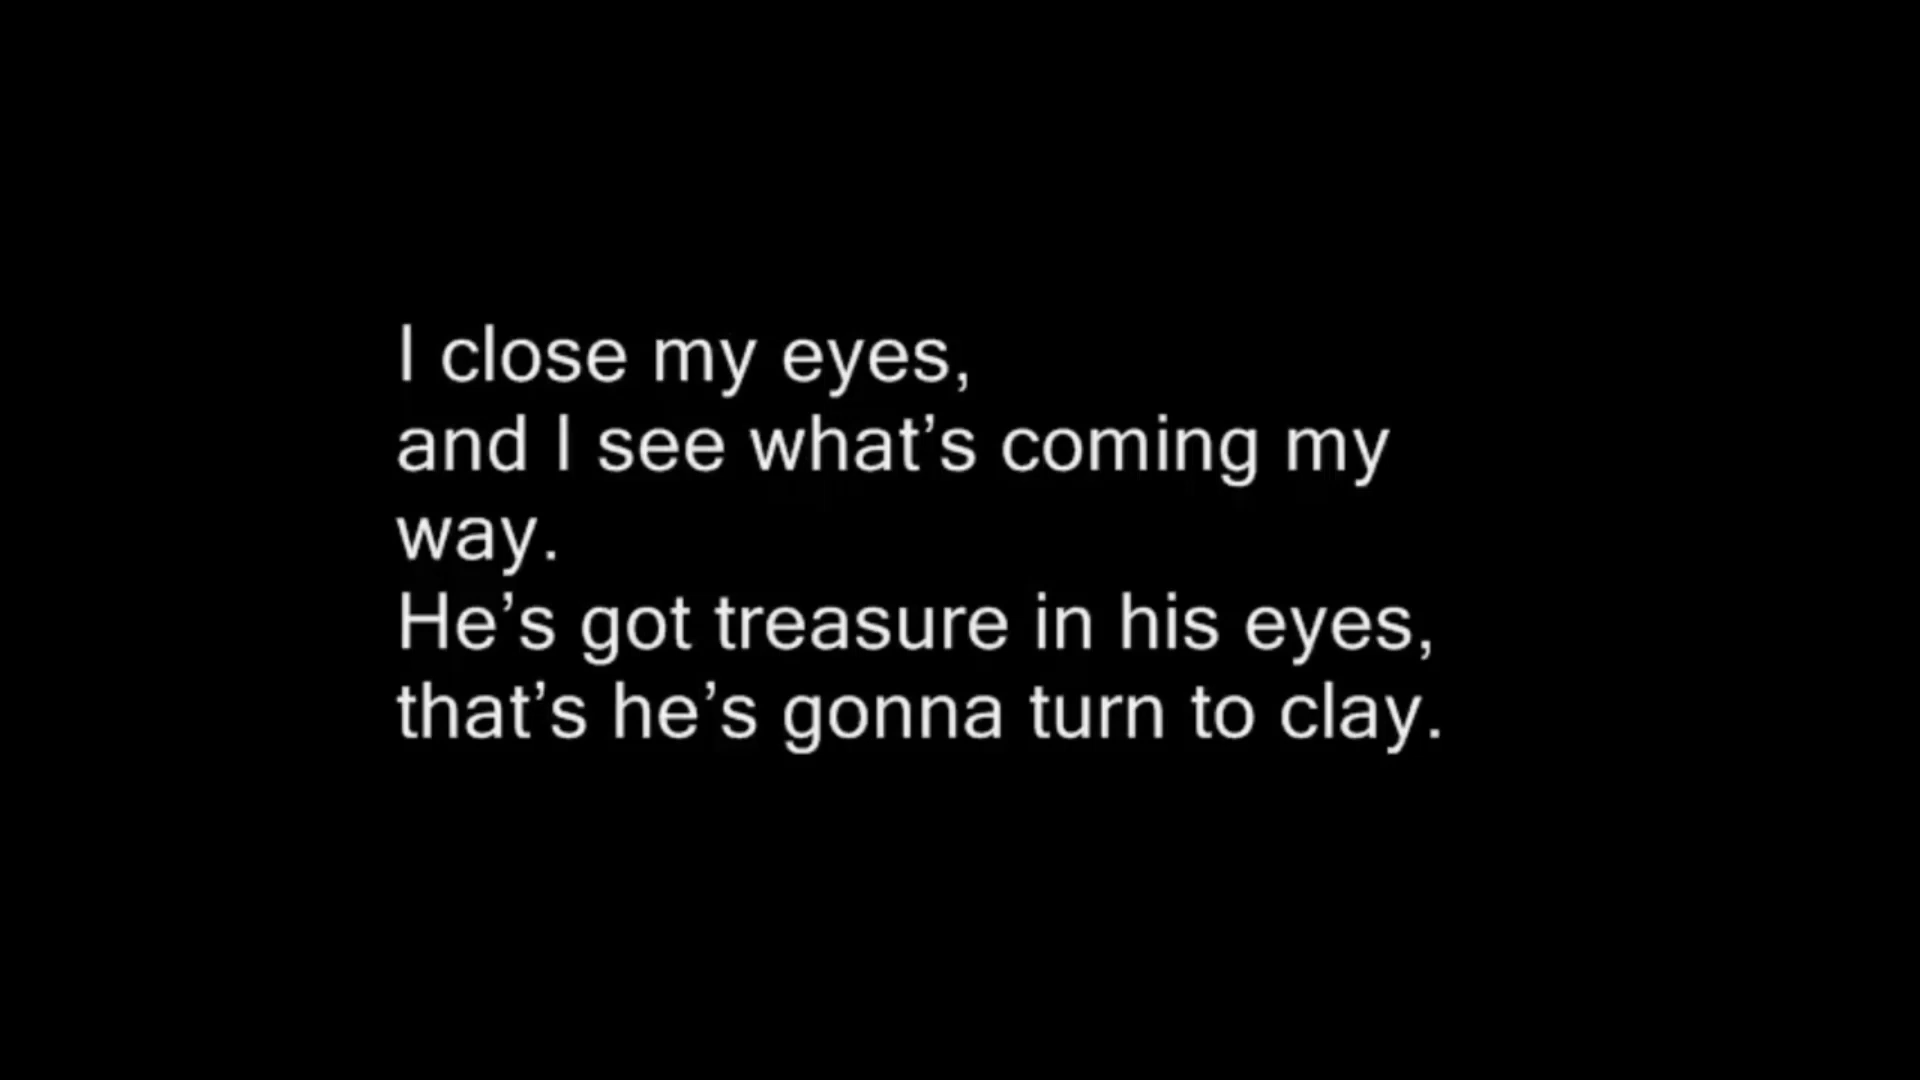 I close my eyes,
and I see what’s coming my
way.
He’s got treasure in his eyes,
that’s he’s gonna turn to clay.